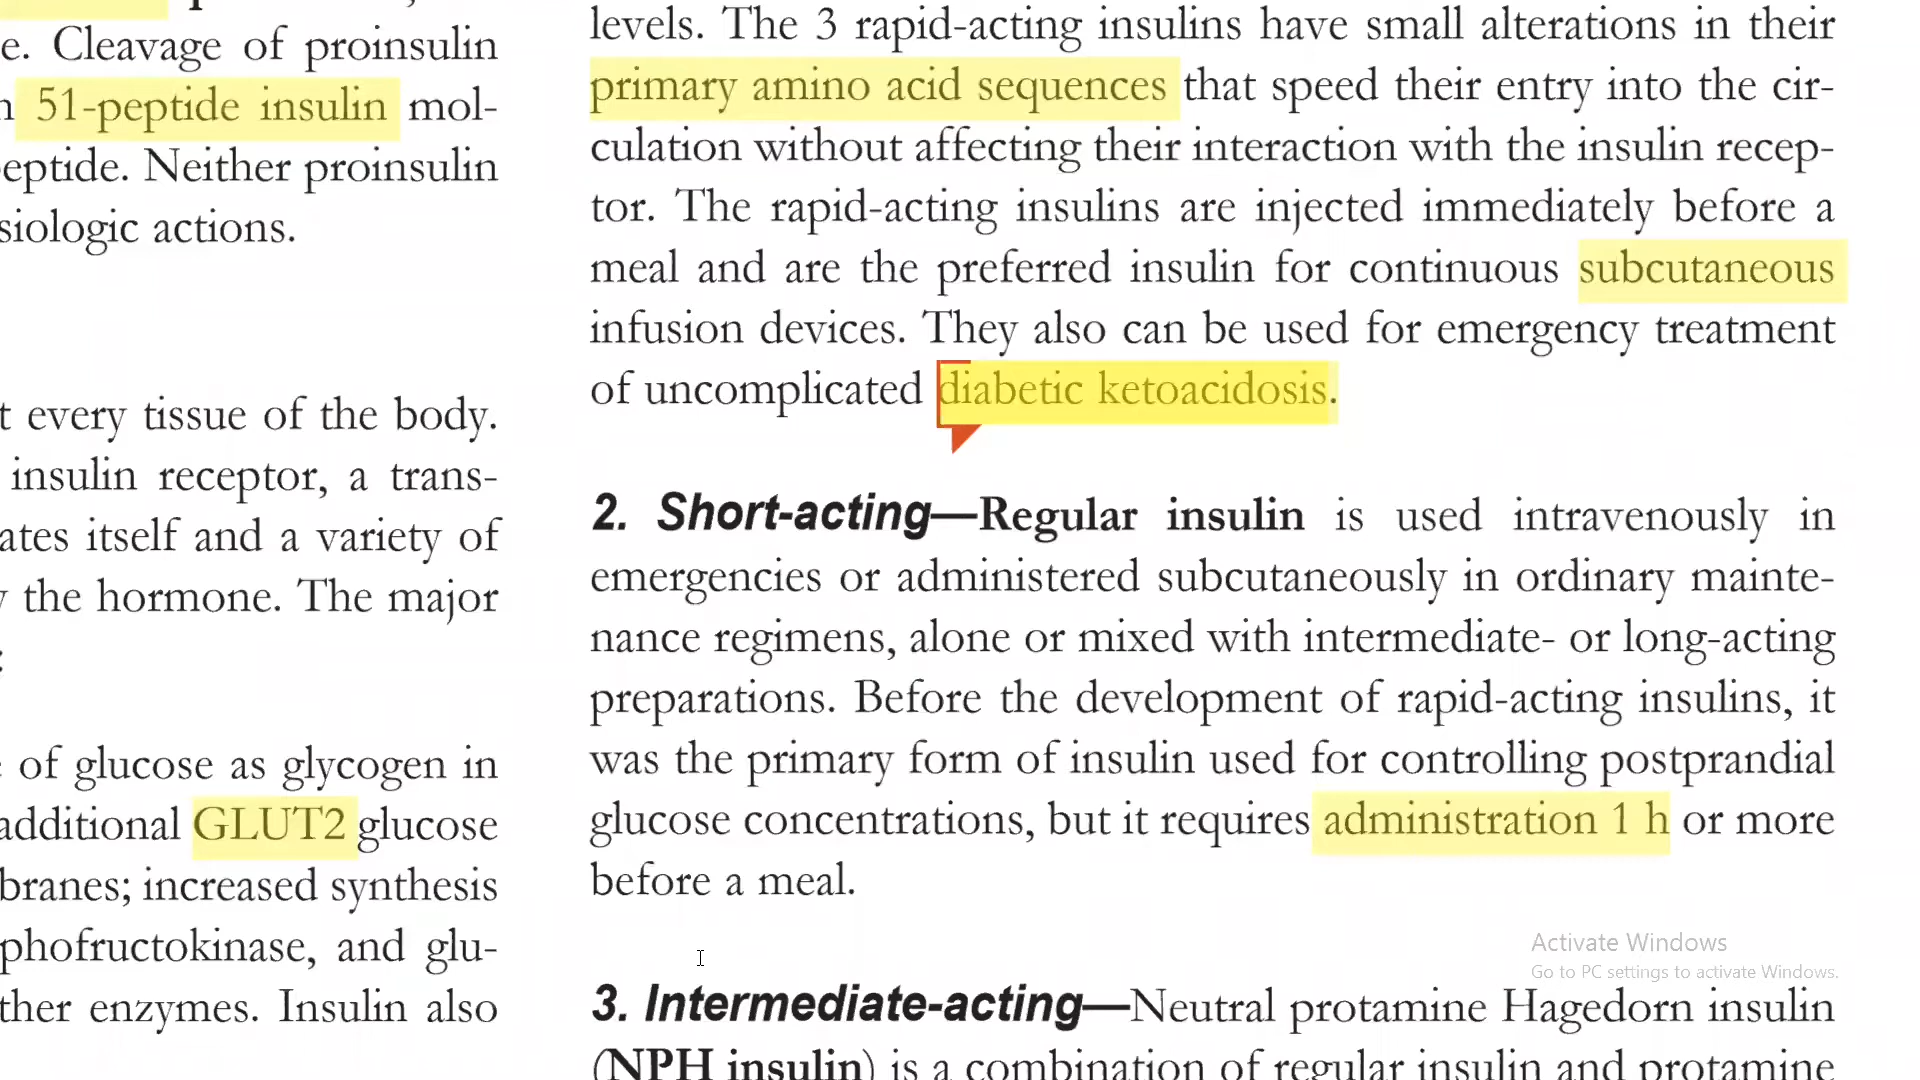 e. Cleavage of proinsulin
51-peptide insulin mol-
eptide. Neither proinsulin
siologic actions.
t every tissue of the body.
insulin receptor, a trans-
ates itself and a variety of
the hormone. The major
:
of glucose as glycogen in
additional GLUT2 glucose
branes; increased synthesis
phofructokinase, and glu-
ther enzymes. Insulin also
levels. The 3 rapid-acting insulins have small alterations in their
primary amino acid sequences that speed their entry into the cir-
culation without affecting their interaction with the insulin recep-
tor. The rapid-acting insulins are injected immediately before a
meal and are the preferred insulin for continuous subcutaneous
infusion devices. They also can be used for emergency treatment
of uncomplicated diabetic ketoacidosis.
2. Short-acting—Regular insulin is used intravenously in
emergencies or administered subcutaneously in ordinary mainte-
nance regimens, alone or mixed with intermediate- or long-acting
preparations. Before the development of rapid-acting insulins, it
was the primary form of insulin used for controlling postprandial
glucose concentrations, but it requires administration 1 h or more
before a meal.
3. Intermediate-acting—Neutral protamine Hagedorn insulin
(NPH insulin) is a combination of regular insulin and protamine
Activate Windows
Go to PC settings to activate Windows.